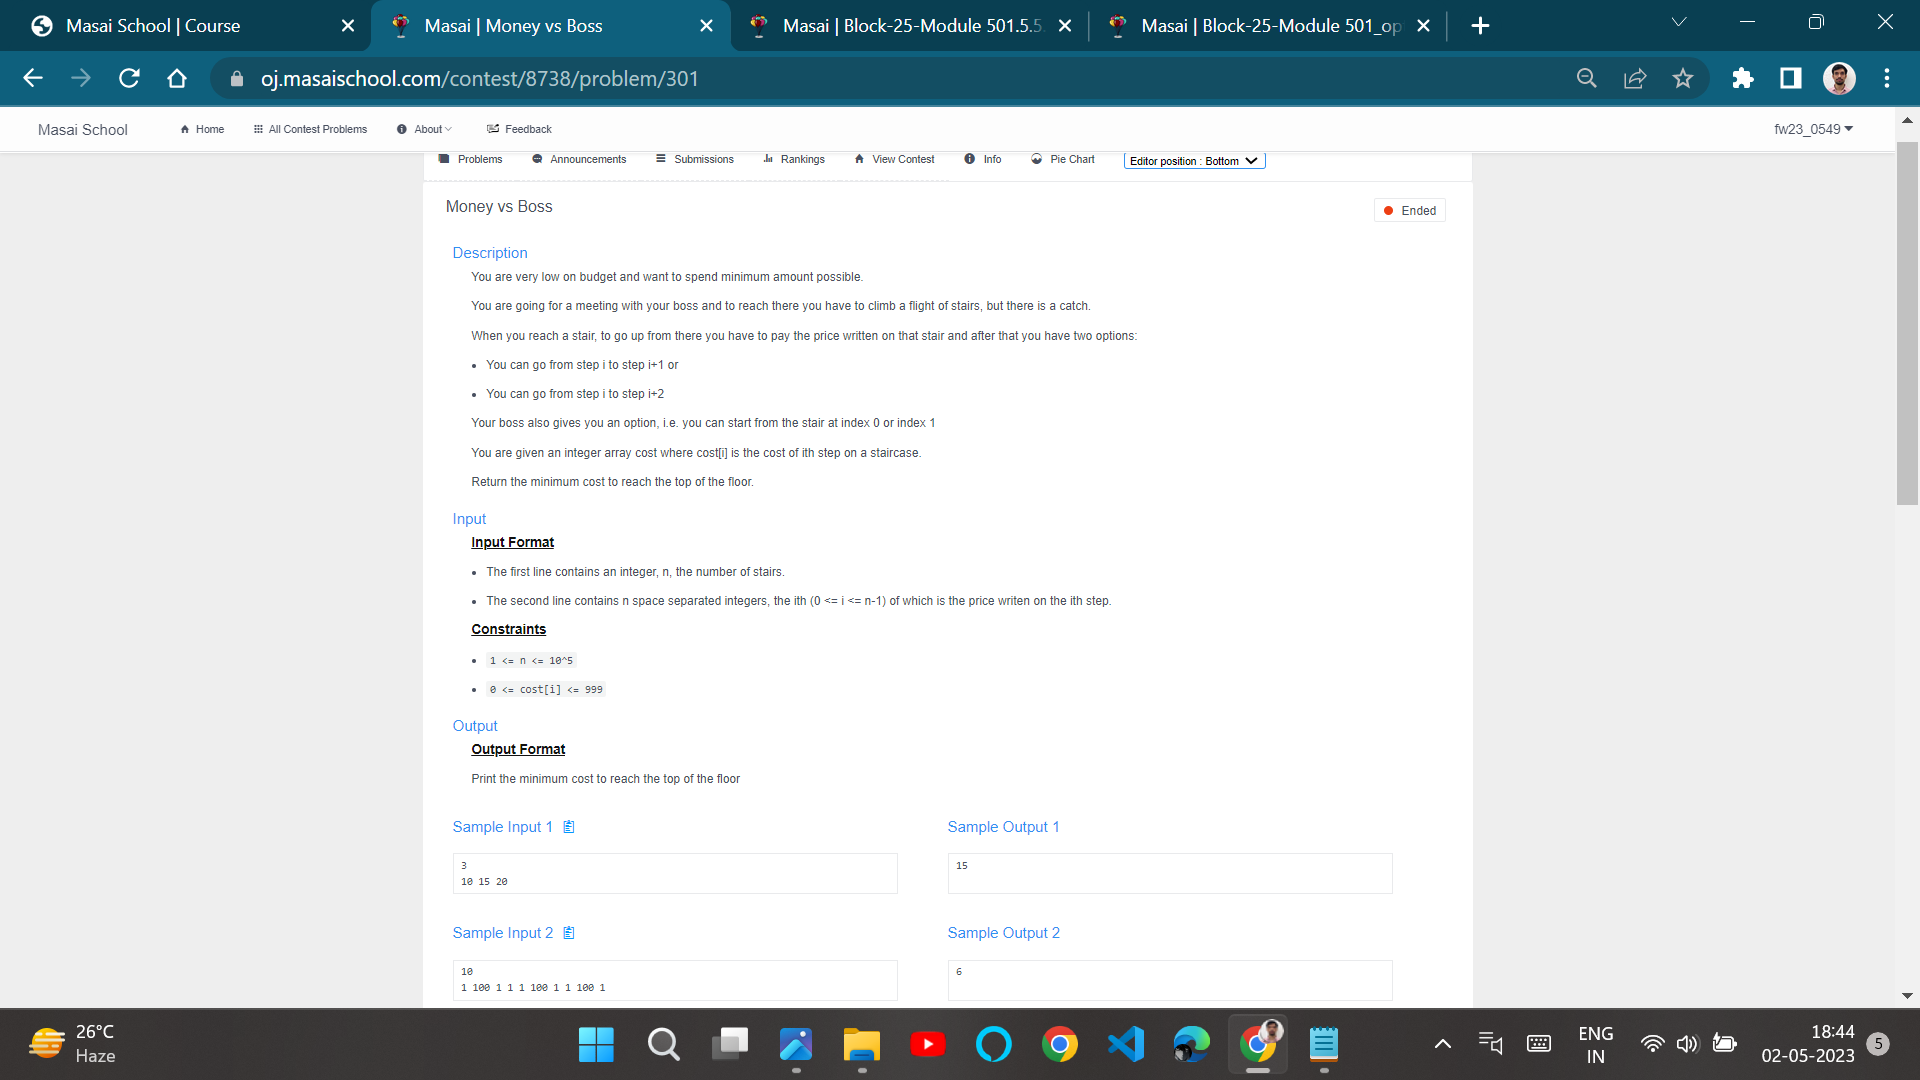 Masai School | Course
Masai | Money vs Boss
Masai | Block-25-Module 501.5.5
Masai | Block-25-Module 501_op
oj.masaischool.com/contest/8738/problem/301
Masai School
Home
All Contest Problems
About
Feedback
fw23_0549
Problems
Announcements
Submissions
Rankings
View Contest
Info
Pie Chart
Editor position : Bottom
Money vs Boss
Ended
Description
You are very low on budget and want to spend minimum amount possible.
You are going for a meeting with your boss and to reach there you have to climb a flight of stairs, but there is a catch.
When you reach a stair, to go up from there you have to pay the price written on that stair and after that you have two options:
• You can go from step i to step i+1 or
• You can go from step i to step i+2
Your boss also gives you an option, i.e. you can start from the stair at index 0 or index 1
You are given an integer array cost where cost[i] is the cost of ith step on a staircase.
Return the minimum cost to reach the top of the floor.
Input
Input Format
• The first line contains an integer, n, the number of stairs.
• The second line contains n space separated integers, the ith (0 <= i <= n-1) of which is the price writen on the ith step.
Constraints
• 1 <= n <= 10^5
• 0 <= cost[i] <= 999
Output
Output Format
Print the minimum cost to reach the top of the floor
Sample Input 1
Sample Output 1
3
10 15 20
15
Sample Input 2
Sample Output 2
10
1 100 1 1 1 100 1 1 100 1
6
26°C
Haze
ENG
IN
18:44
02-05-2023
5